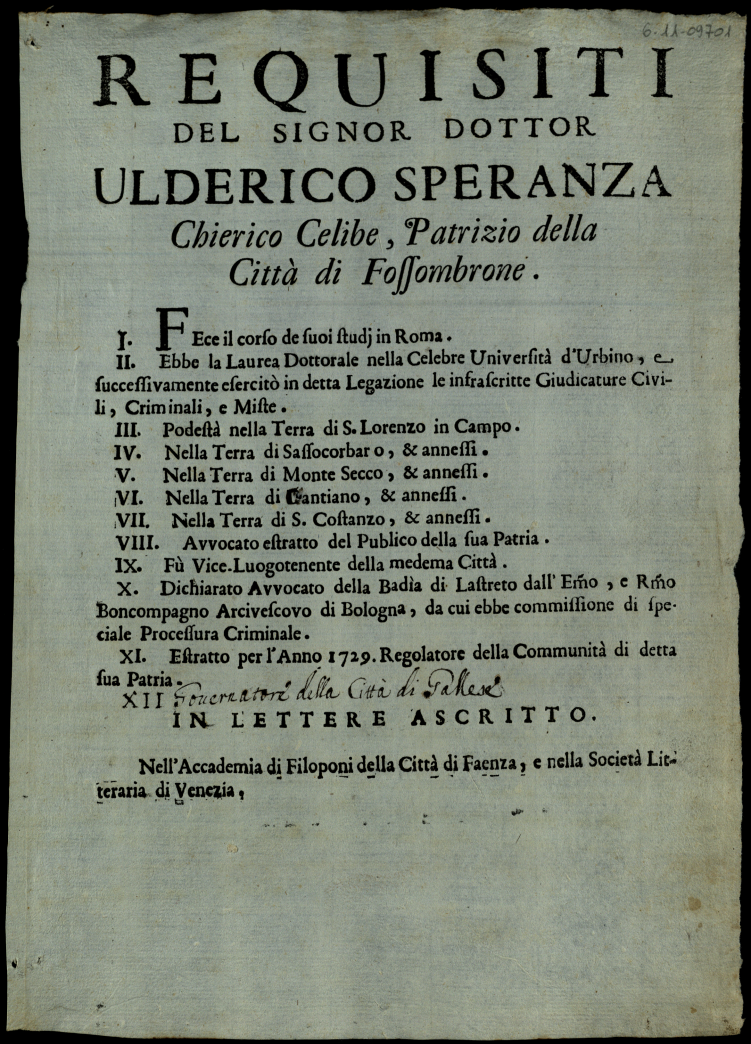 6-11-09701
REQUISITI
DEL SIGNOR DOTTOR
ULDERICO SPERANZA
Chierico Celibe, Patrizio della
Città di Foſſombrone.
I. FEce il corſo de ſuoi ſtudj in Roma.
II. Ebbe la Laurea Dottorale nella Celebre Univerſità d'Urbino, e
ſucceſſivamente eſercitò in detta Legazione le infraſcritte Giudicature Civi-
li, Criminali, e Miſte.
III. Podeſtà nella Terra di S. Lorenzo in Campo.
IV. Nella Terra di Saſſocorbaro, & anneſſi.
V. Nella Terra di Monte Secco, & anneſſi.
VI. Nella Terra di Cantiano, & anneſſi.
VII. Nella Terra di S. Coſtanzo, & anneſſi.
VIII. Avvocato eſtratto del Publico della ſua Patria.
IX. Fù Vice-Luogotenente della medema Città.
X. Dichiarato Avvocato della Badìa di Laſtreto dall' Em̃o, e Rm̃o
Boncompagno Arciveſcovo di Bologna, da cui ebbe commiſſione di ſpe-
ciale Proceſſura Criminale.
XI. Eſtratto per l'Anno 1729. Regolatore della Communità di detta
ſua Patria.
XII Gouernatore della Città di Galleſe
IN LETTERE ASCRITTO.
Nell'Accademia di Filoponi della Città di Faenza, e nella Società Lit-
teraria di Venezia,